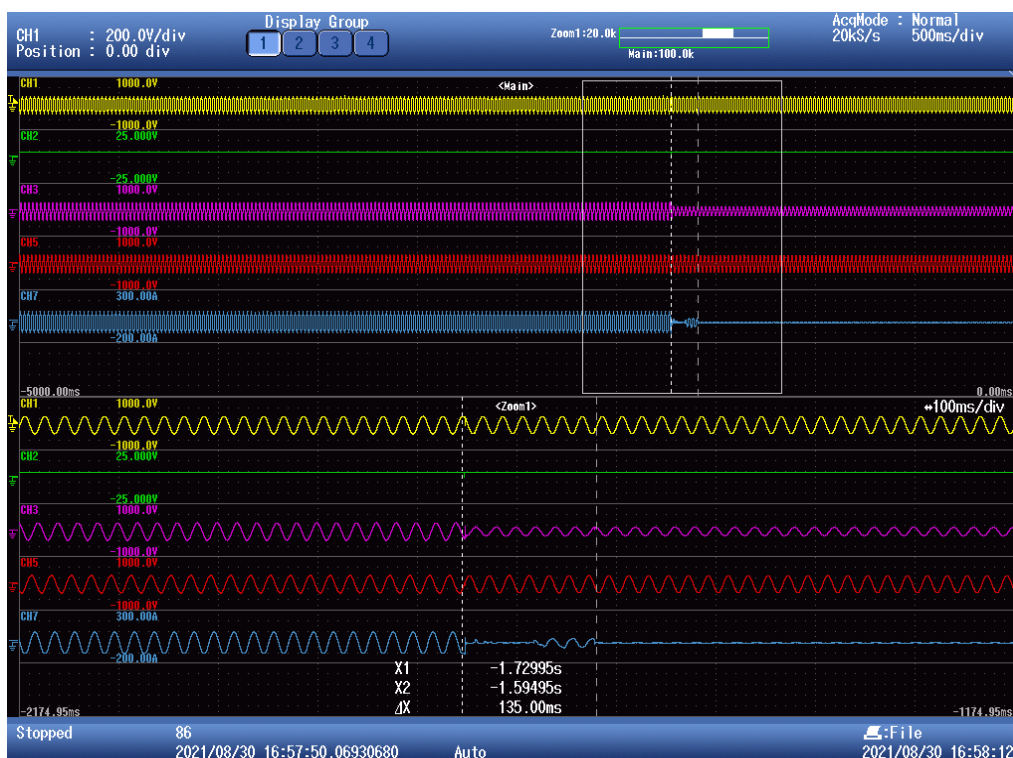 CH1 : 200.0V/div
Position : 0.00 div
Display Group
1 2 3 4
Zoom1:20.0k
Main:100.0k
AcqMode : Normal
20kS/s 500ms/div
CH1 1000.0V
<Main>
-1000.0V
CH2 25.000V
-25.000V
CH3 1000.0V
-1000.0V
CH5 1000.0V
-1000.0V
CH7 300.00A
-200.00A
-5000.00ms 0.00ms
CH1 1000.0V
<Zoom1>
↔100ms/div
-1000.0V
CH2 25.000V
-25.000V
CH3 1000.0V
-1000.0V
CH5 1000.0V
-1000.0V
CH7 300.00A
-200.00A
X1 -1.72995s
X2 -1.59495s
⊿X 135.00ms
-2174.95ms -1174.95ms
Stopped 86
:File
2021/08/30 16:57:50.06930680 Auto 2021/08/30 16:58:12